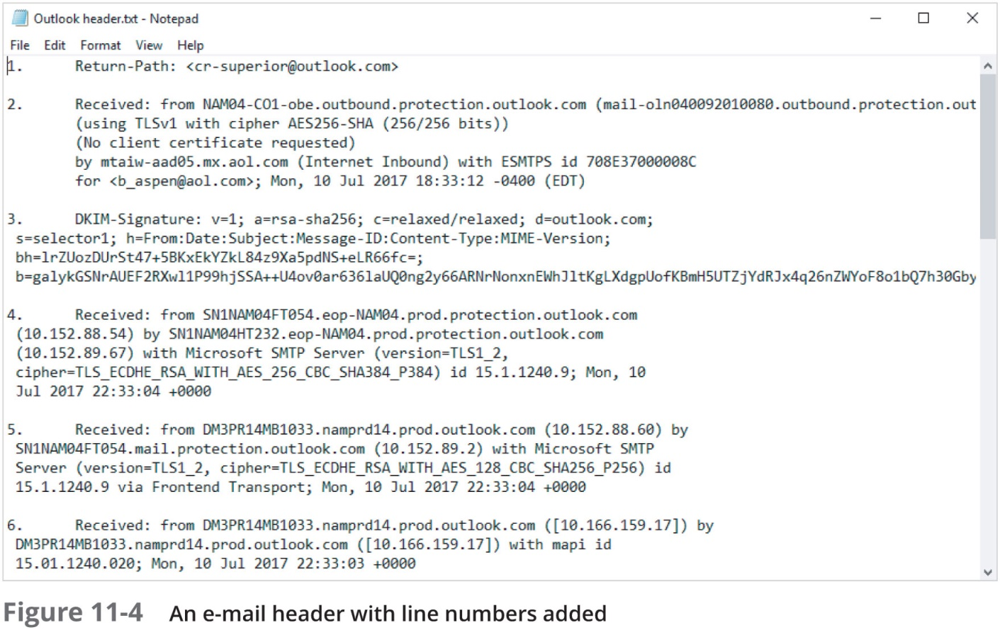 Outlook header.txt - Notepad
File Edit Format View Help
1. Return-Path: <cr-superior@outlook.com>
2. Received: from NAM04-CO1-obe.outbound.protection.outlook.com (mail-oln040092010080.outbound.protection.out
(using TLSv1 with cipher AES256-SHA (256/256 bits))
(No client certificate requested)
by mtaiw-aad05.mx.aol.com (Internet Inbound) with ESMTPS id 708E37000008C
for <b_aspen@aol.com>; Mon, 10 Jul 2017 18:33:12 -0400 (EDT)
3. DKIM-Signature: v=1; a=rsa-sha256; c=relaxed/relaxed; d=outlook.com;
s=selector1; h=From:Date:Subject:Message-ID:Content-Type:MIME-Version;
bh=lrZUozDUrSt47+5BKxEkYZkL84z9Xa5pdNS+eLR66fc=;
b=galykGSNrAUEF2RXwl1P99hjSSA++U4ov0ar636laUQ0ng2y66ARNrNonxnEWhJltKgLXdgpUofKBmH5UTZjYdRJx4q26nZWYoF8o1bQ7h30Gby
4. Received: from SN1NAM04FT054.eop-NAM04.prod.protection.outlook.com
(10.152.88.54) by SN1NAM04HT232.eop-NAM04.prod.protection.outlook.com
(10.152.89.67) with Microsoft SMTP Server (version=TLS1_2,
cipher=TLS_ECDHE_RSA_WITH_AES_256_CBC_SHA384_P384) id 15.1.1240.9; Mon, 10
Jul 2017 22:33:04 +0000
5. Received: from DM3PR14MB1033.namprd14.prod.outlook.com (10.152.88.60) by
SN1NAM04FT054.mail.protection.outlook.com (10.152.89.2) with Microsoft SMTP
Server (version=TLS1_2, cipher=TLS_ECDHE_RSA_WITH_AES_128_CBC_SHA256_P256) id
15.1.1240.9 via Frontend Transport; Mon, 10 Jul 2017 22:33:04 +0000
6. Received: from DM3PR14MB1033.namprd14.prod.outlook.com ([10.166.159.17]) by
DM3PR14MB1033.namprd14.prod.outlook.com ([10.166.159.17]) with mapi id
15.01.1240.020; Mon, 10 Jul 2017 22:33:03 +0000
Figure 11-4 An e-mail header with line numbers added